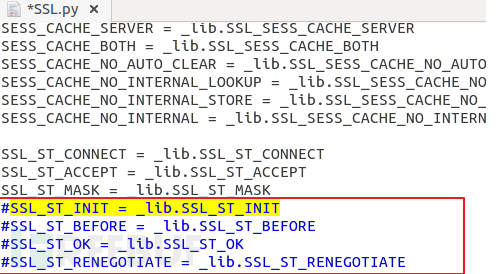 *SSL.py ×
SESS_CACHE_SERVER = _lib.SSL_SESS_CACHE_SERVER
SESS_CACHE_BOTH = _lib.SSL_SESS_CACHE_BOTH
SESS_CACHE_NO_AUTO_CLEAR = _lib.SSL_SESS_CACHE_NO_AUTO
SESS_CACHE_NO_INTERNAL_LOOKUP = _lib.SSL_SESS_CACHE_NO
SESS_CACHE_NO_INTERNAL_STORE = _lib.SSL_SESS_CACHE_NO_
SESS_CACHE_NO_INTERNAL = _lib.SSL_SESS_CACHE_NO_INTERN
SSL_ST_CONNECT = _lib.SSL_ST_CONNECT
SSL_ST_ACCEPT = _lib.SSL_ST_ACCEPT
SSL_ST_MASK = _lib.SSL_ST_MASK
#SSL_ST_INIT = _lib.SSL_ST_INIT
#SSL_ST_BEFORE = _lib.SSL_ST_BEFORE
#SSL_ST_OK = _lib.SSL_ST_OK
#SSL_ST_RENEGOTIATE = _lib.SSL_ST_RENEGOTIATE